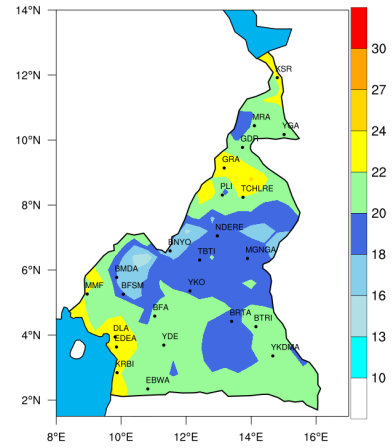 14°N
12°N
10°N
8°N
6°N
4°N
2°N
8°E
10°E
12°E
14°E
16°E
KSR
MRA
YGA
GDR
GRA
PLI
TCHLRE
NDERE
BNYO
TBTI
MGNGA
BMDA
MMF
BFSM
YKO
BFA
BRTA
BTRI
DLA
EDEA
YDE
YKDMA
KRBI
EBWA
30
27
24
22
20
18
16
13
10